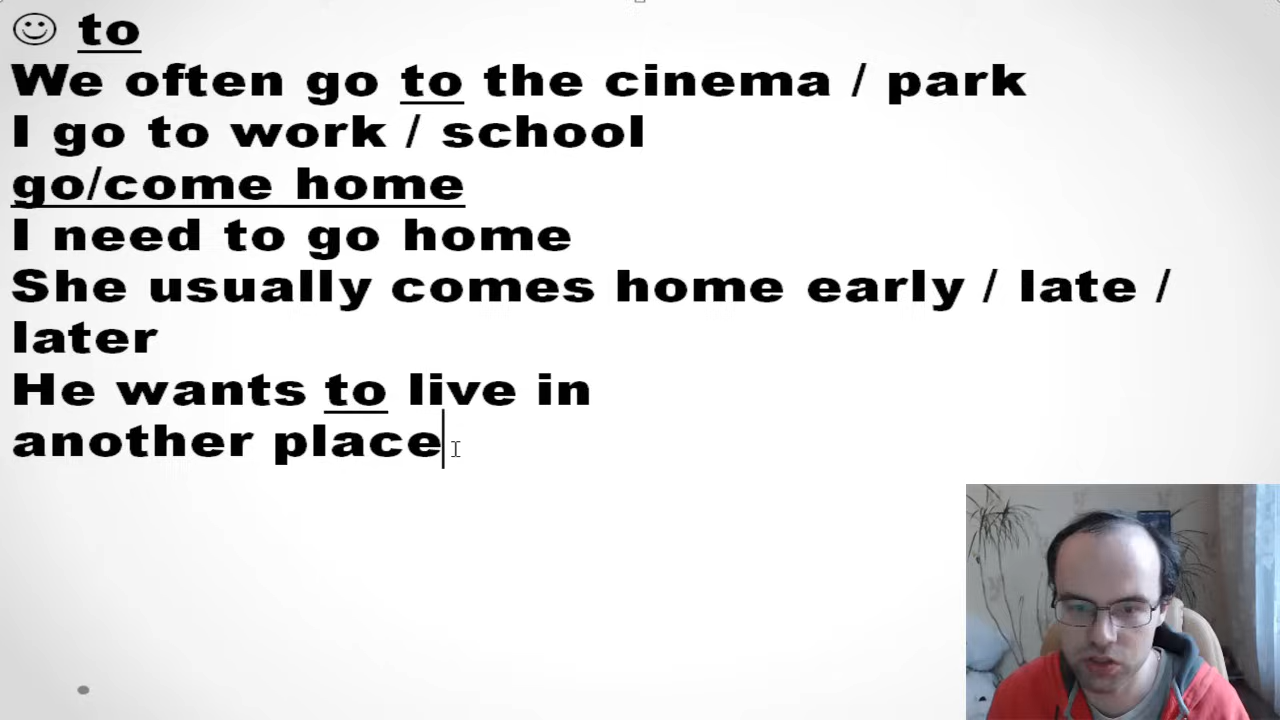 ☺ to
We often go to the cinema / park
I go to work / school
go/come home
I need to go home
She usually comes home early / late /
later
He wants to live in
another place